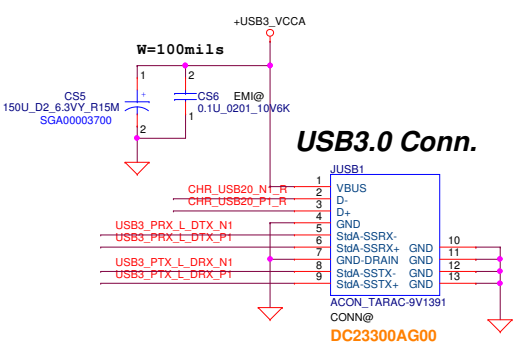 +USB3_VCCA
W=100mils
1
2
CS5
+
CS6
EMI@
150U_D2_6.3VY_R15M
0.1U_0201_10V6K
SGA00003700
1
2
USB3.0 Conn.
JUSB1
1
VBUS
CHR_USB20_N1_R
2
D-
CHR_USB20_P1_R
3
D+
4
GND
USB3_PRX_L_DTX_N1
5
StdA-SSRX-
USB3_PRX_L_DTX_P1
6
StdA-SSRX+
GND
10
7
GND-DRAIN
GND
11
USB3_PTX_L_DRX_N1
8
StdA-SSTX-
GND
12
USB3_PTX_L_DRX_P1
9
StdA-SSTX+
GND
13
ACON_TARAC-9V1391
CONN@
DC23300AG00